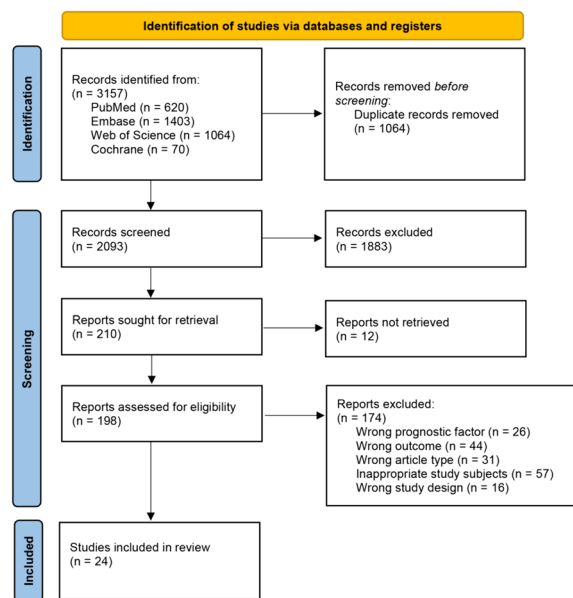 Identification of studies via databases and registers
Identification
Records identified from:
(n = 3157)
PubMed (n = 620)
Embase (n = 1403)
Web of Science (n = 1064)
Cochrane (n = 70)
Records removed before
screening:
Duplicate records removed
(n = 1064)
Screening
Records screened
(n = 2093)
Records excluded
(n = 1883)
Reports sought for retrieval
(n = 210)
Reports not retrieved
(n = 12)
Reports assessed for eligibility
(n = 198)
Reports excluded:
(n = 174)
Wrong prognostic factor (n = 26)
Wrong outcome (n = 44)
Wrong article type (n = 31)
Inappropriate study subjects (n = 57)
Wrong study design (n = 16)
Included
Studies included in review
(n = 24)